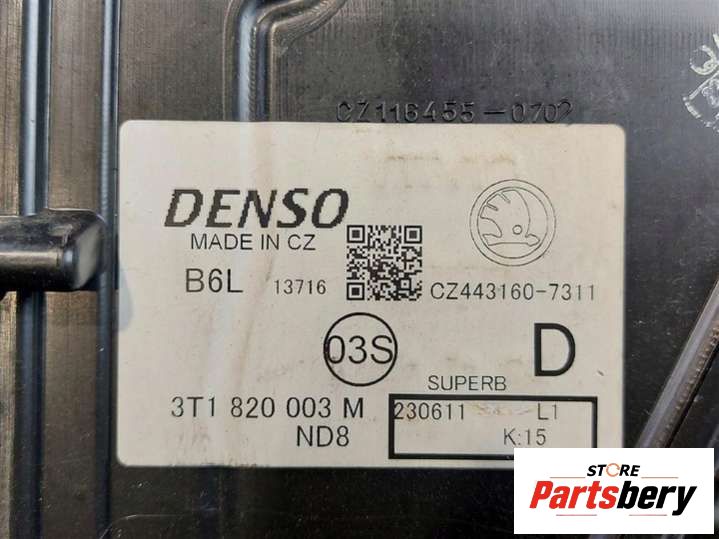 CZ116455-0702
DENSO
MADE IN CZ
B6L 13716 CZ443160-7311
03S D
SUPERB
3T1 820 003 M 230611 L1
ND8 K:15
STORE
Partsbery